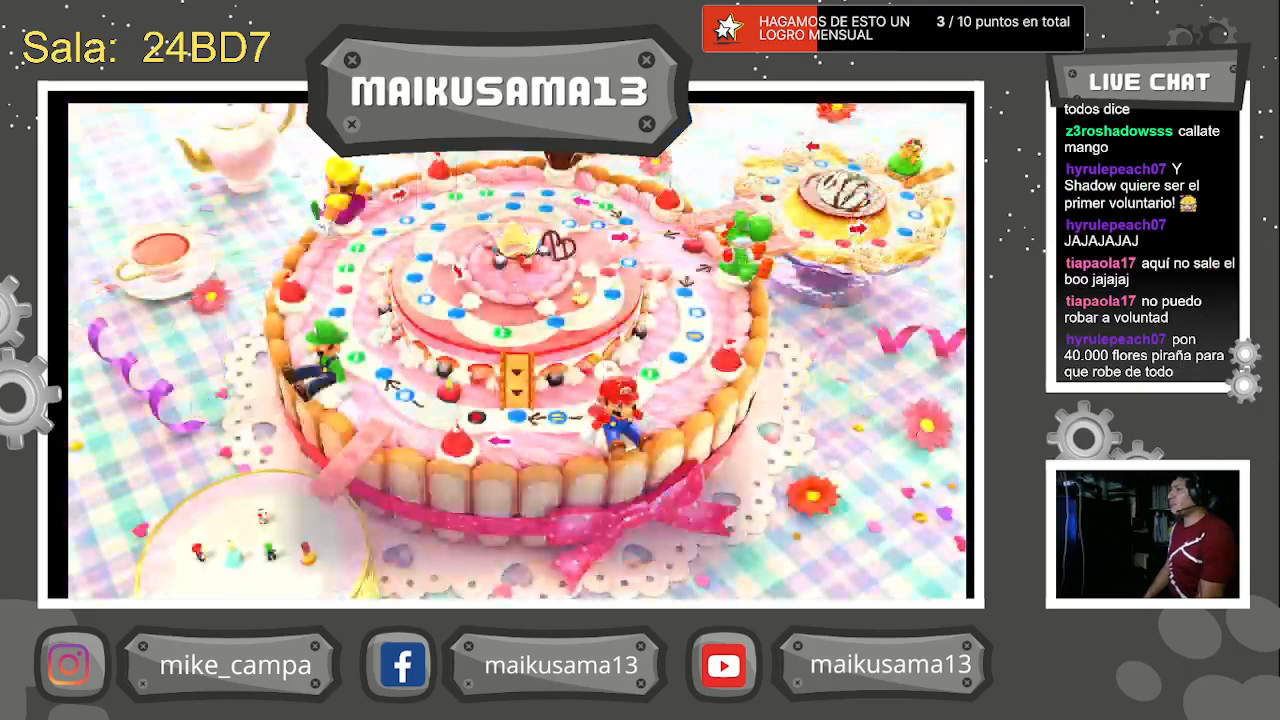 Sala: 24BD7
HAGAMOS DE ESTO UN
LOGRO MENSUAL
3 / 10 puntos en total
MAIKUSAMA13
LIVE CHAT
todos dice
z3roshadowsss callate
mango
hyrulepeach07 Y
Shadow quiere ser el
primer voluntario!
hyrulepeach07
JAJAJAJAJ
tiapaola17 aquí no sale el
boo jajajaj
tiapaola17 no puedo
robar a voluntad
hyrulepeach07 pon
40.000 flores piraña para
que robe de todo
mike_campa
maikusama13
maikusama13